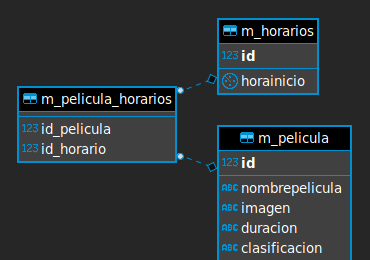 m_horarios
123 id
horainicio
m_pelicula_horarios
123 id_pelicula
123 id_horario
m_pelicula
123 id
ABC nombrepelicula
ABC imagen
ABC duracion
ABC clasificacion